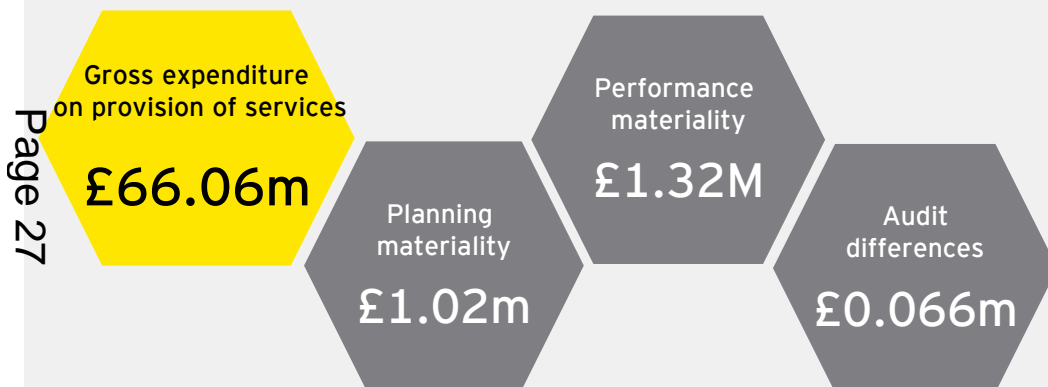 Page 27
Gross expenditure
on provision of services
£66.06m
Planning
materiality
£1.02m
Performance
materiality
£1.32M
Audit
differences
£0.066m